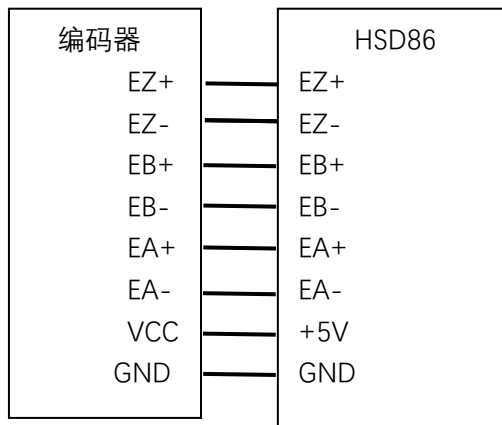 编码器 HSD86
EZ+ EZ+
EZ- EZ-
EB+ EB+
EB- EB-
EA+ EA+
EA- EA-
VCC +5V
GND GND